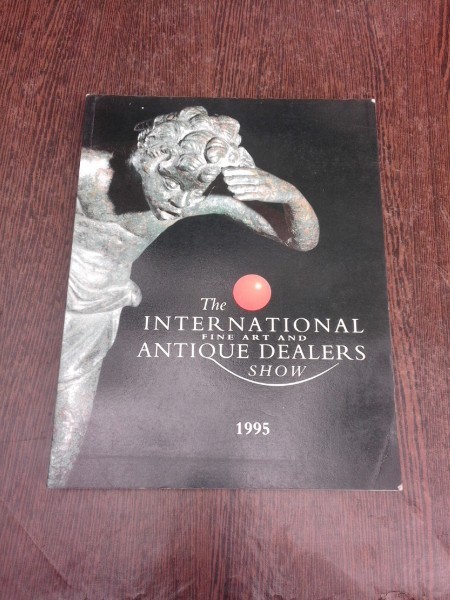 The
INTERNATIONAL
FINE ART AND
ANTIQUE DEALERS
SHOW
1995